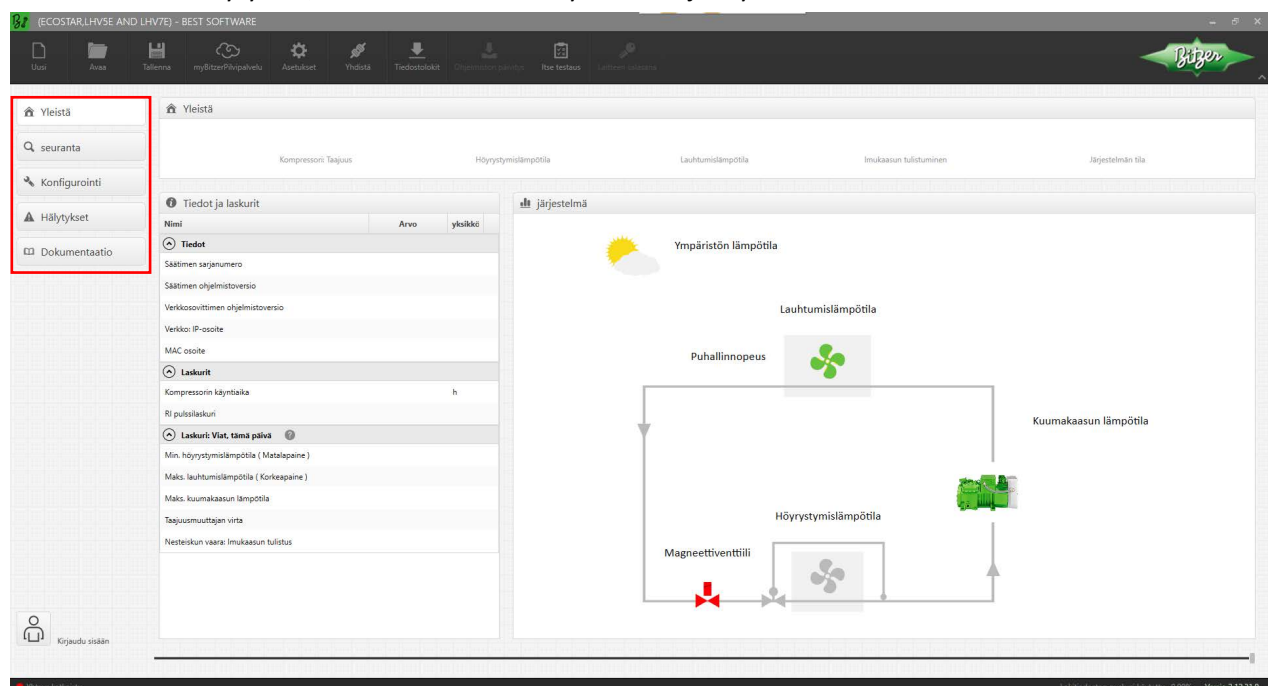 (ECOSTAR,LHV5E AND LHV7E) - BEST SOFTWARE
Uusi Avaa Tallenna myBitzerPilvipalvelu Asetukset Yhdistä Tiedostolokit Itse testaus
Bitzer
Yleistä
seuranta
Konfigurointi
Hälytykset
Dokumentaatio
Yleistä
Kompressori: Taajuus Höyrystymislämpötila Lauhtumislämpötila Imukaasun tulistuminen Järjestelmän tila
Tiedot ja laskurit
Nimi Arvo yksikkö
Tiedot
Säätimen sarjanumero
Säätimen ohjelmistoversio
Verkkosovittimen ohjelmistoversio
Verkko: IP-osoite
MAC osoite
Laskurit
Kompressorin käyntiaika h
RI pulssilaskuri
Laskuri: Viat, tämä päivä
Min. höyrystymislämpötila ( Matalapaine )
Maks. lauhtumislämpötila ( Korkeapaine )
Maks. kuumakaasun lämpötila
Taajuusmuuttajan virta
Nesteiskun vaara: Imukaasun tulistus
järjestelmä
Ympäristön lämpötila
Lauhtumislämpötila
Puhallinnopeus
Kuumakaasun lämpötila
Höyrystymislämpötila
Magneettiventtiili
Kirjaudu sisään